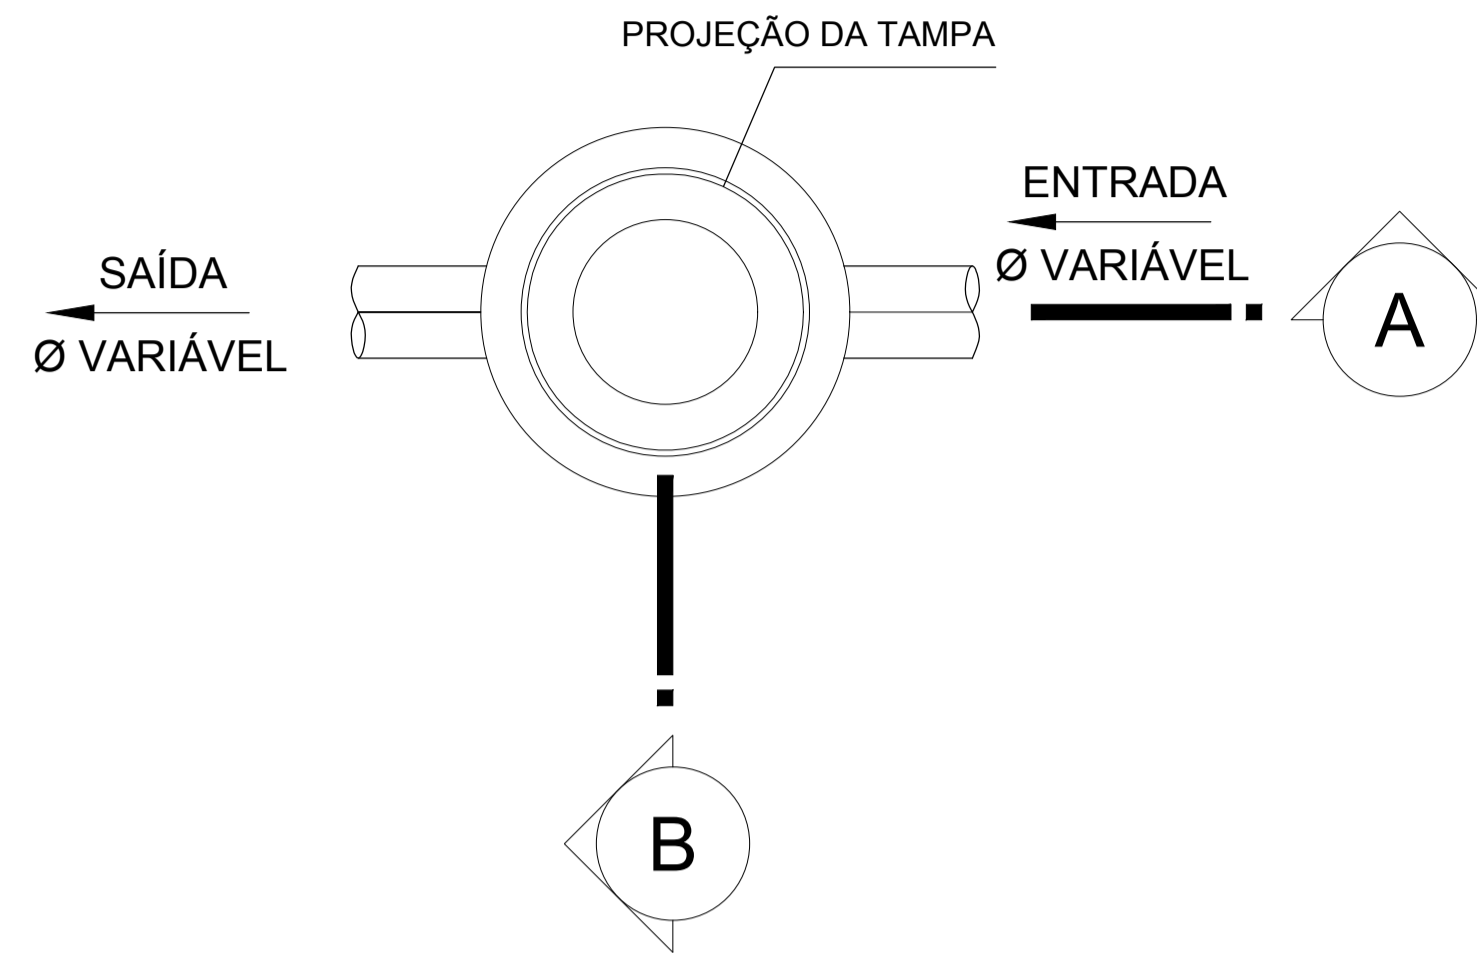 PROJEÇÃO DA TAMPA
ENTRADA
Ø VARIÁVEL
SAÍDA
Ø VARIÁVEL
A
B